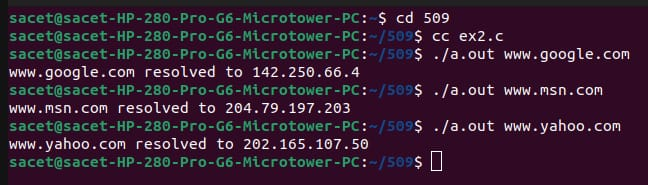 sacet@sacet-HP-280-Pro-G6-Microtower-PC:~$ cd 509
sacet@sacet-HP-280-Pro-G6-Microtower-PC:~/509$ cc ex2.c
sacet@sacet-HP-280-Pro-G6-Microtower-PC:~/509$ ./a.out www.google.com
www.google.com resolved to 142.250.66.4
sacet@sacet-HP-280-Pro-G6-Microtower-PC:~/509$ ./a.out www.msn.com
www.msn.com resolved to 204.79.197.203
sacet@sacet-HP-280-Pro-G6-Microtower-PC:~/509$ ./a.out www.yahoo.com
www.yahoo.com resolved to 202.165.107.50
sacet@sacet-HP-280-Pro-G6-Microtower-PC:~/509$